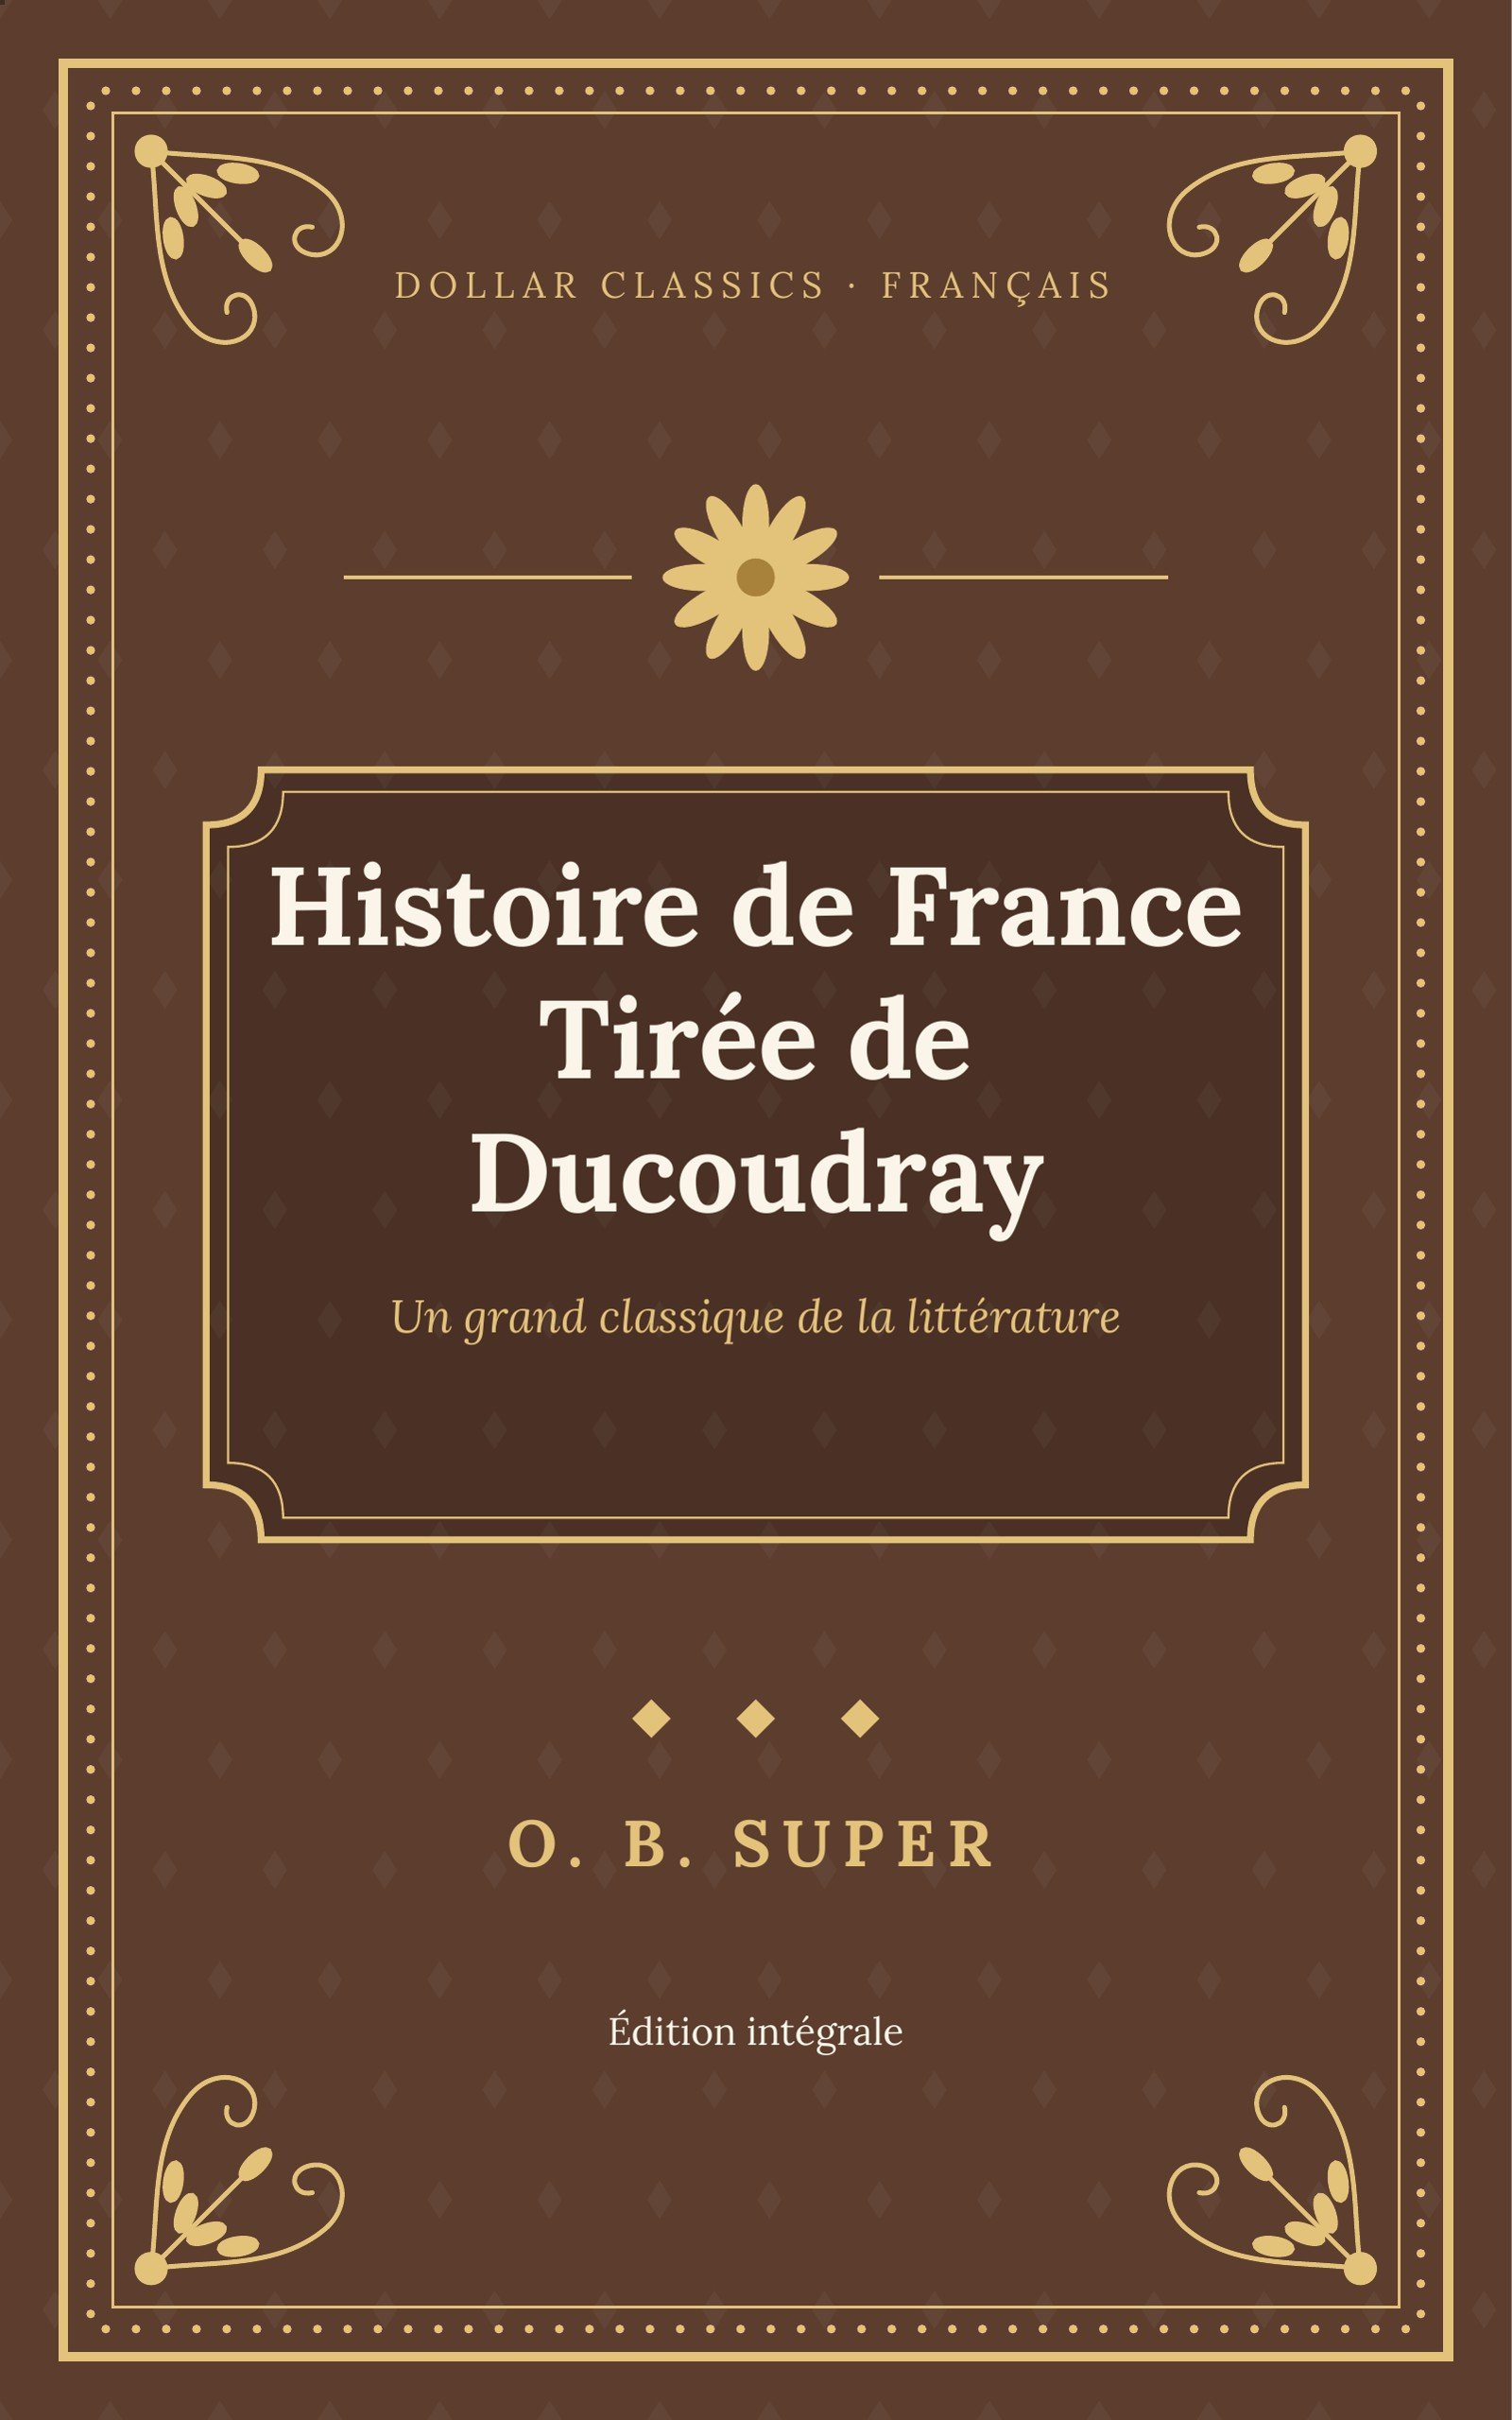 DOLLAR CLASSICS · FRANÇAIS
Histoire de France
Tirée de
Ducoudray
Un grand classique de la littérature
O. B. SUPER
Édition intégrale